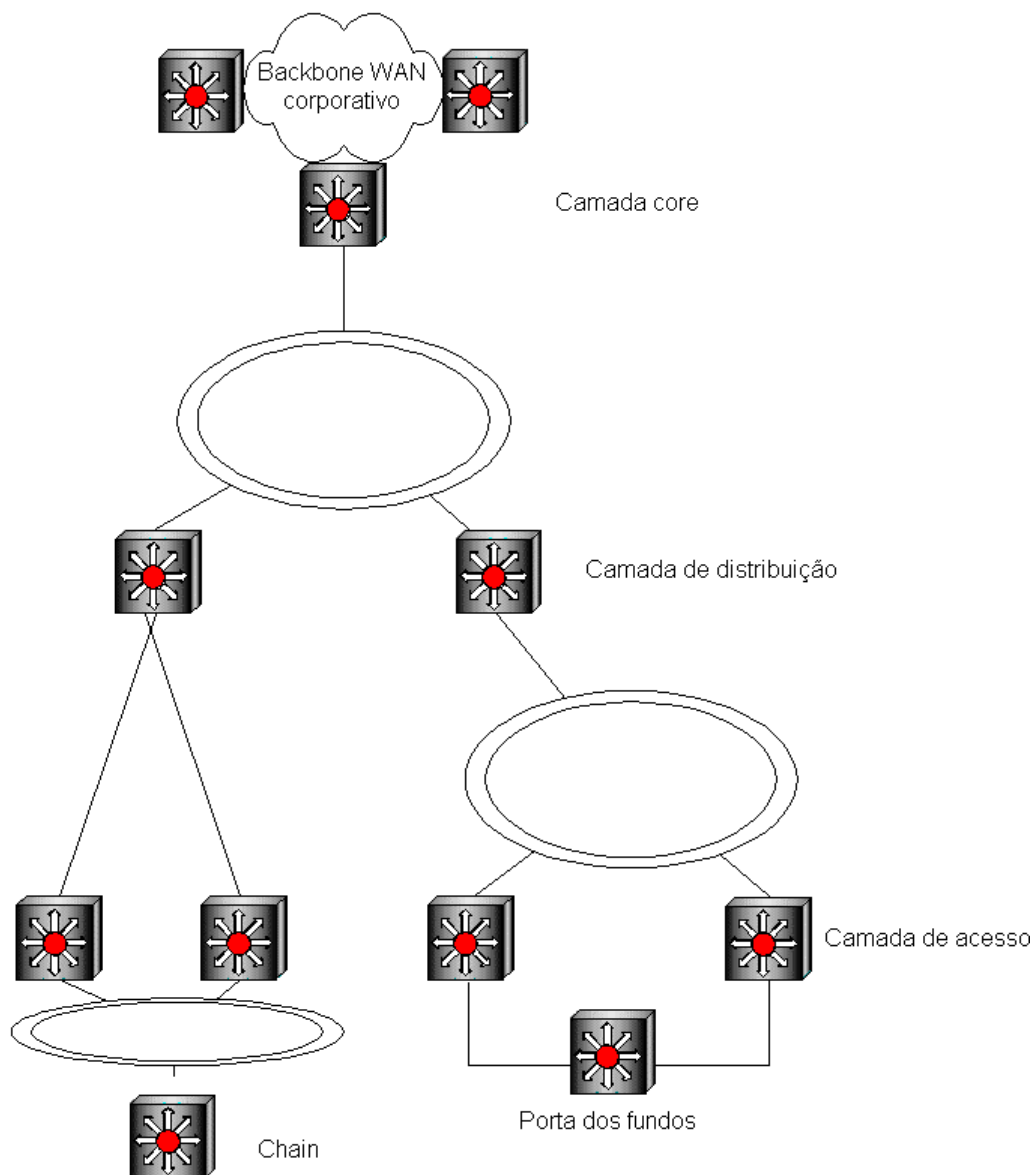 Backbone WAN
corporativo
Camada core
Camada de distribuição
Camada de acesso
Porta dos fundos
Chain